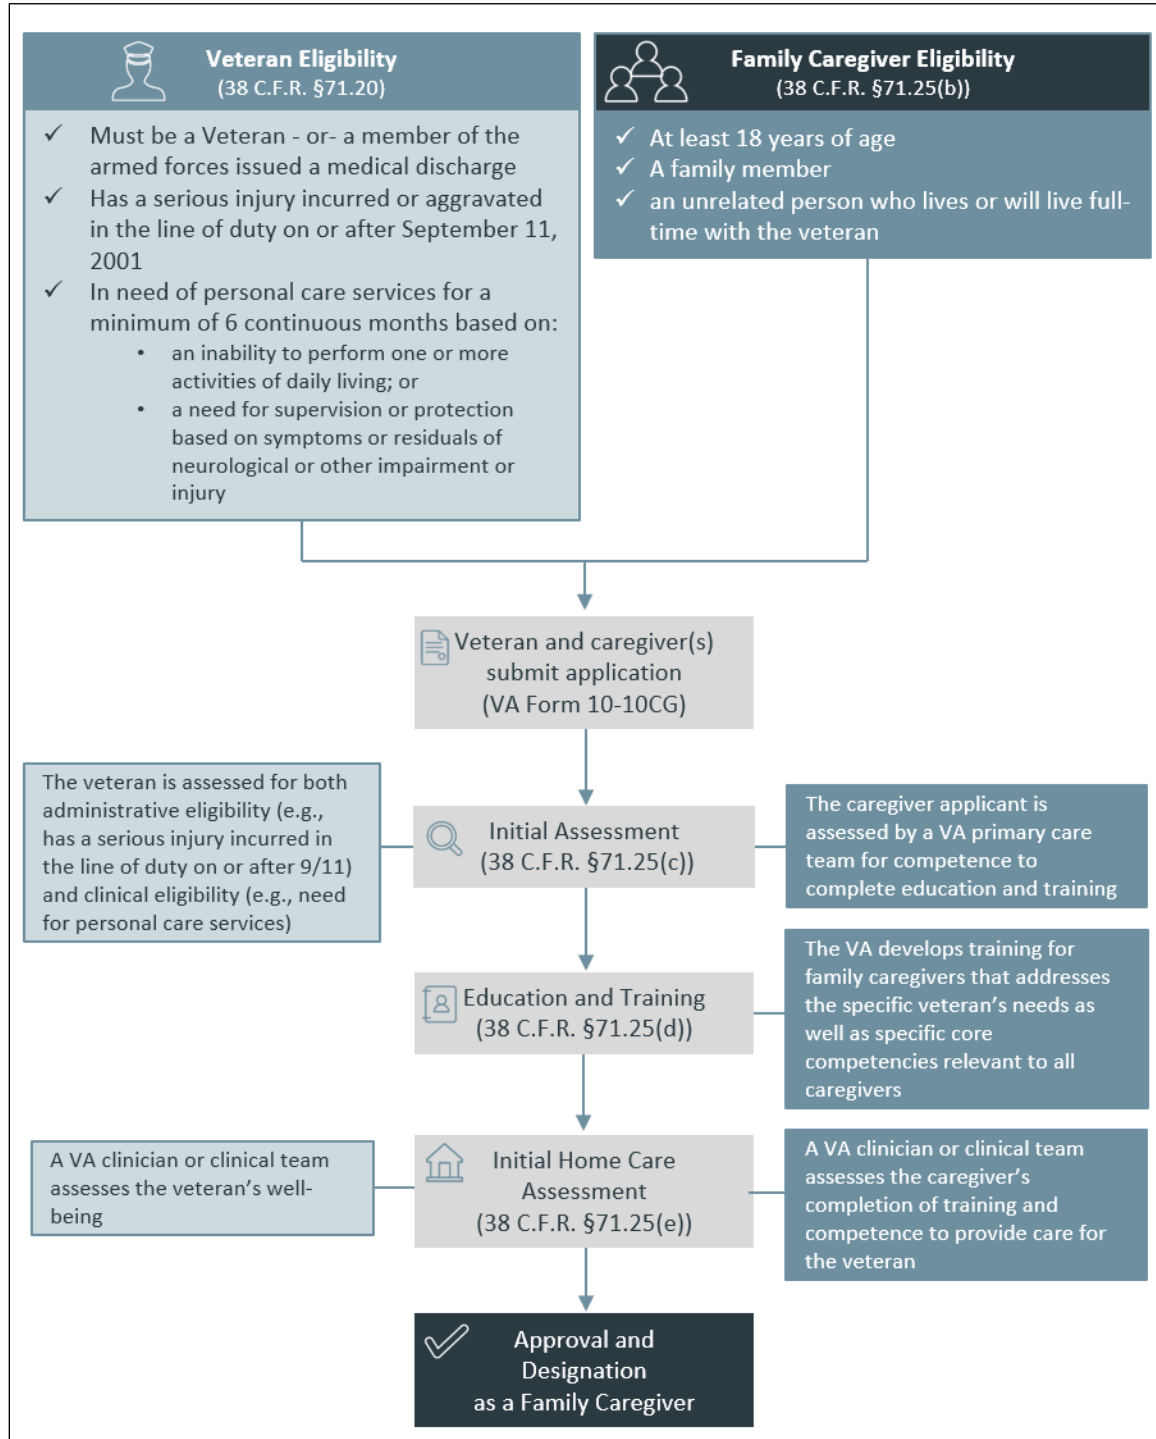 Veteran Eligibility
(38 C.F.R. §71.20)
✓ Must be a Veteran - or- a member of the
armed forces issued a medical discharge
✓ Has a serious injury incurred or aggravated
in the line of duty on or after September 11,
2001
✓ In need of personal care services for a
minimum of 6 continuous months based on:
• an inability to perform one or more
activities of daily living; or
• a need for supervision or protection
based on symptoms or residuals of
neurological or other impairment or
injury
Family Caregiver Eligibility
(38 C.F.R. §71.25(b))
✓ At least 18 years of age
✓ A family member
✓ an unrelated person who lives or will live full-
time with the veteran
Veteran and caregiver(s)
submit application
(VA Form 10-10CG)
The veteran is assessed for both
administrative eligibility (e.g.,
has a serious injury incurred in
the line of duty on or after 9/11)
and clinical eligibility (e.g., need
for personal care services)
Initial Assessment
(38 C.F.R. §71.25(c))
The caregiver applicant is
assessed by a VA primary care
team for competence to
complete education and training
Education and Training
(38 C.F.R. §71.25(d))
The VA develops training for
family caregivers that addresses
the specific veteran's needs as
well as specific core
competencies relevant to all
caregivers
A VA clinician or clinical team
assesses the veteran's well-
being
Initial Home Care
Assessment
(38 C.F.R. §71.25(e))
A VA clinician or clinical team
assesses the caregiver's
completion of training and
competence to provide care for
the veteran
Approval and
Designation
as a Family Caregiver